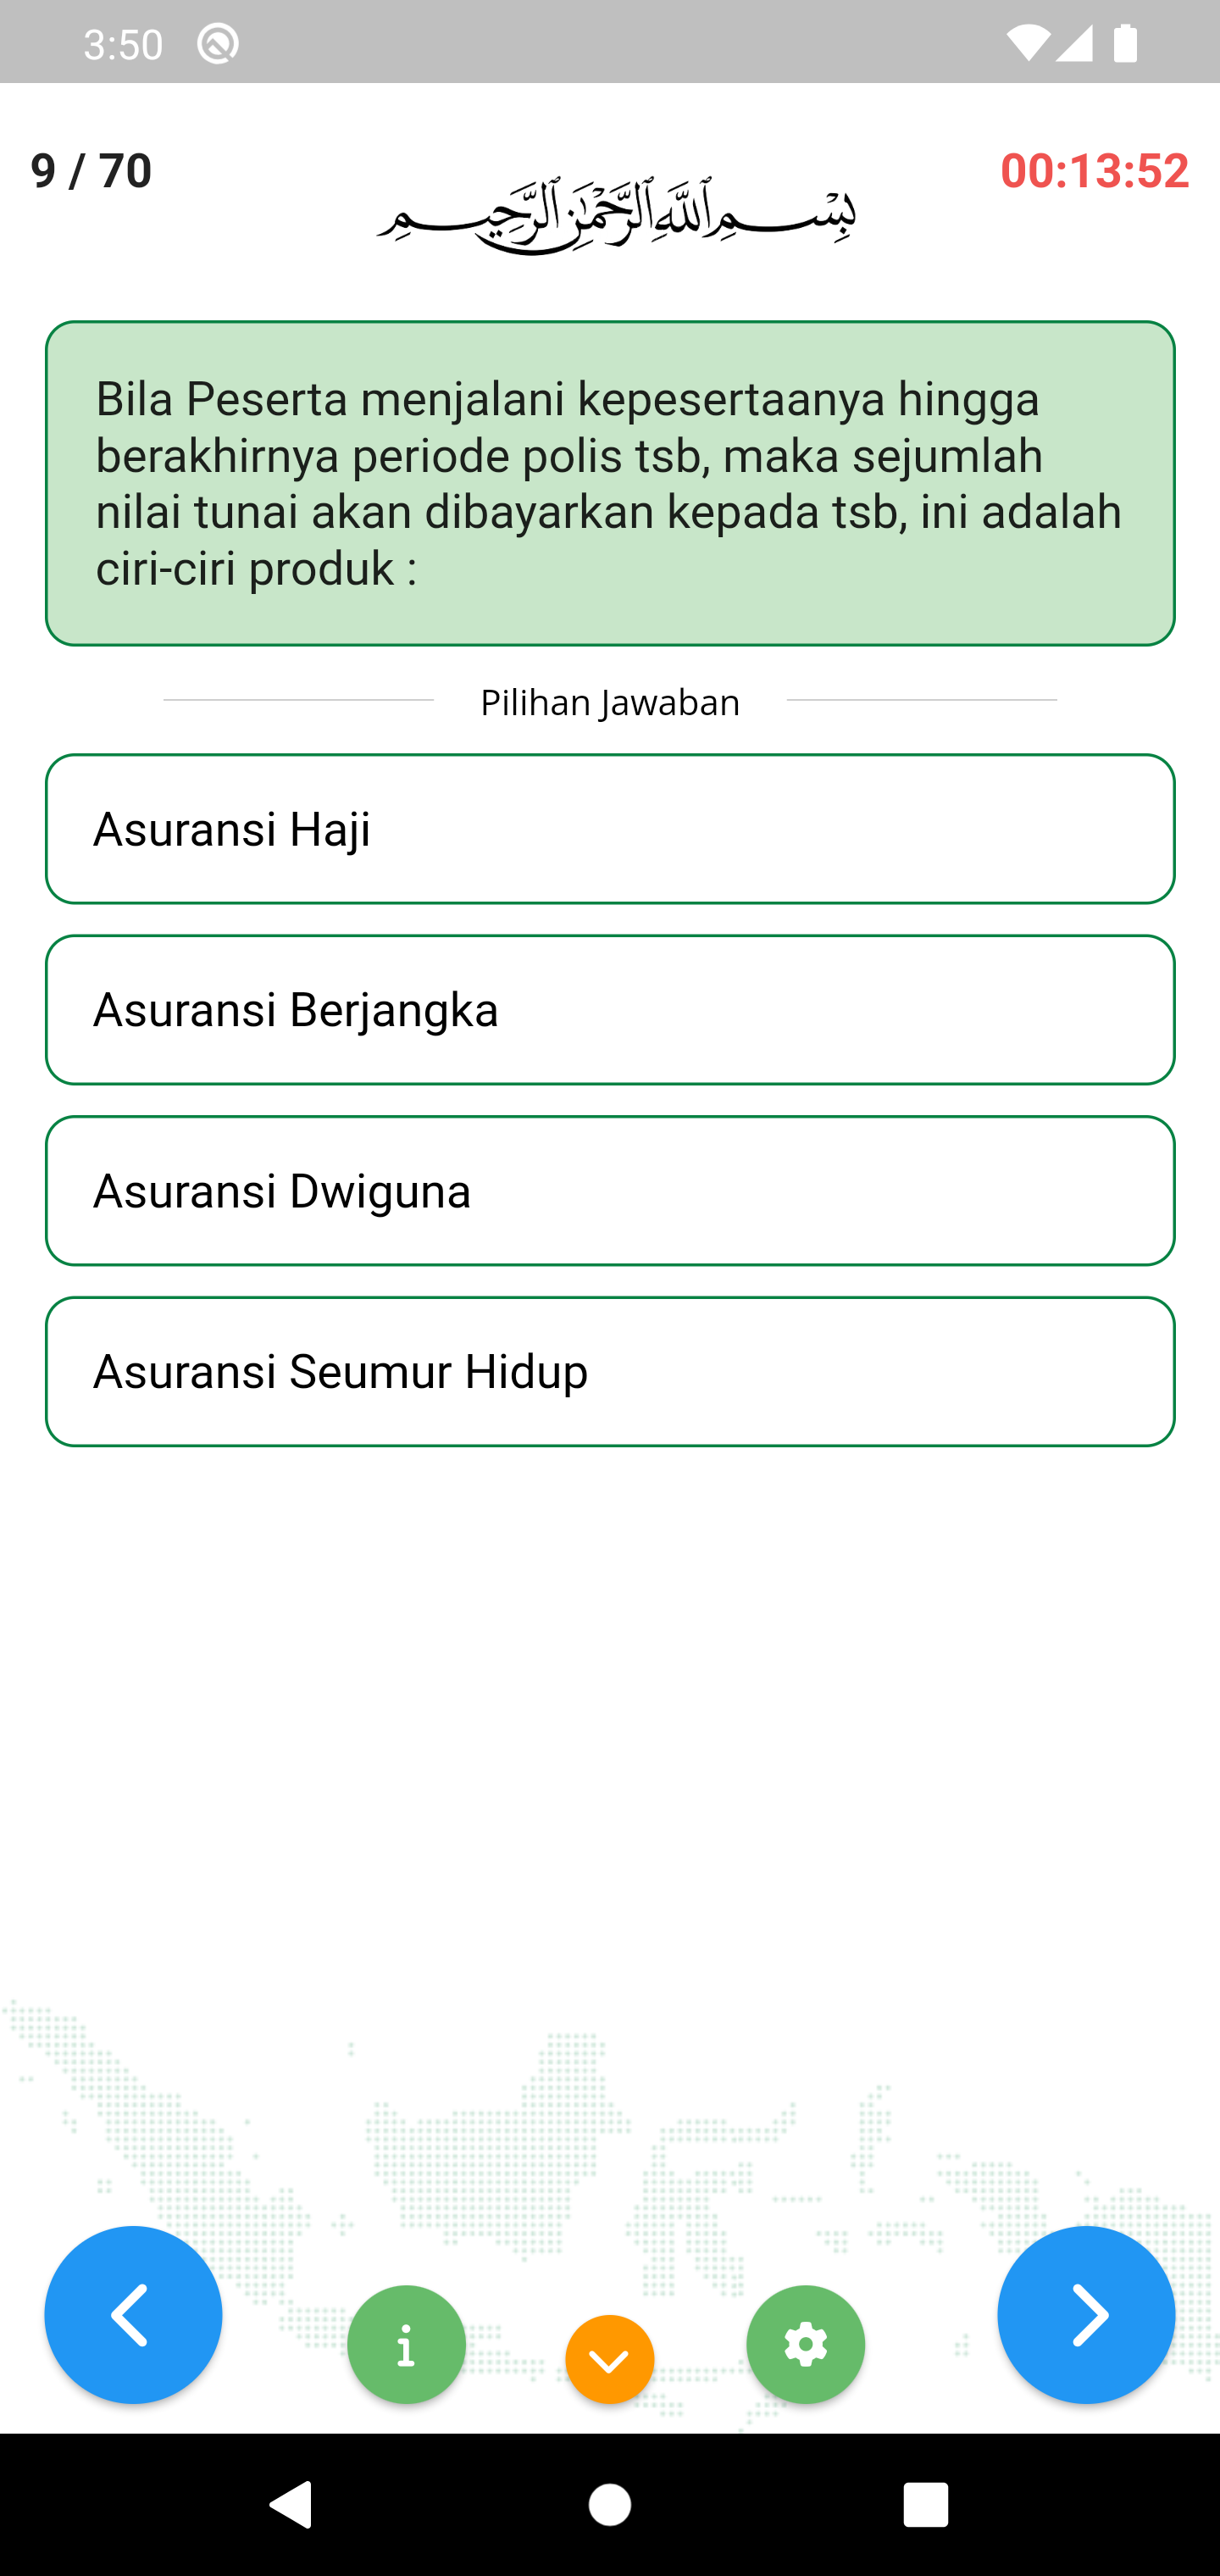 3:50
9 / 70
00:13:52
بِسْمِ ٱللَّهِ ٱلرَّحْمَٰنِ ٱلرَّحِيمِ
Bila Peserta menjalani kepesertaanya hingga
berakhirnya periode polis tsb, maka sejumlah
nilai tunai akan dibayarkan kepada tsb, ini adalah
ciri-ciri produk :
Pilihan Jawaban
Asuransi Haji
Asuransi Berjangka
Asuransi Dwiguna
Asuransi Seumur Hidup